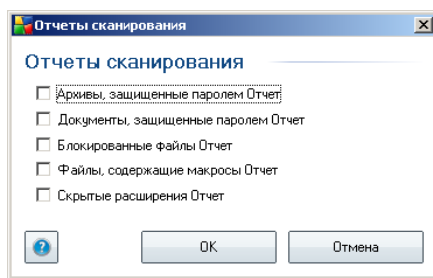 Отчеты сканирования
Отчеты сканирования
Архивы, защищенные паролем Отчет
Документы, защищенные паролем Отчет
Блокированные файлы Отчет
Файлы, содержащие макросы Отчет
Скрытые расширения Отчет
?
OK
Отмена